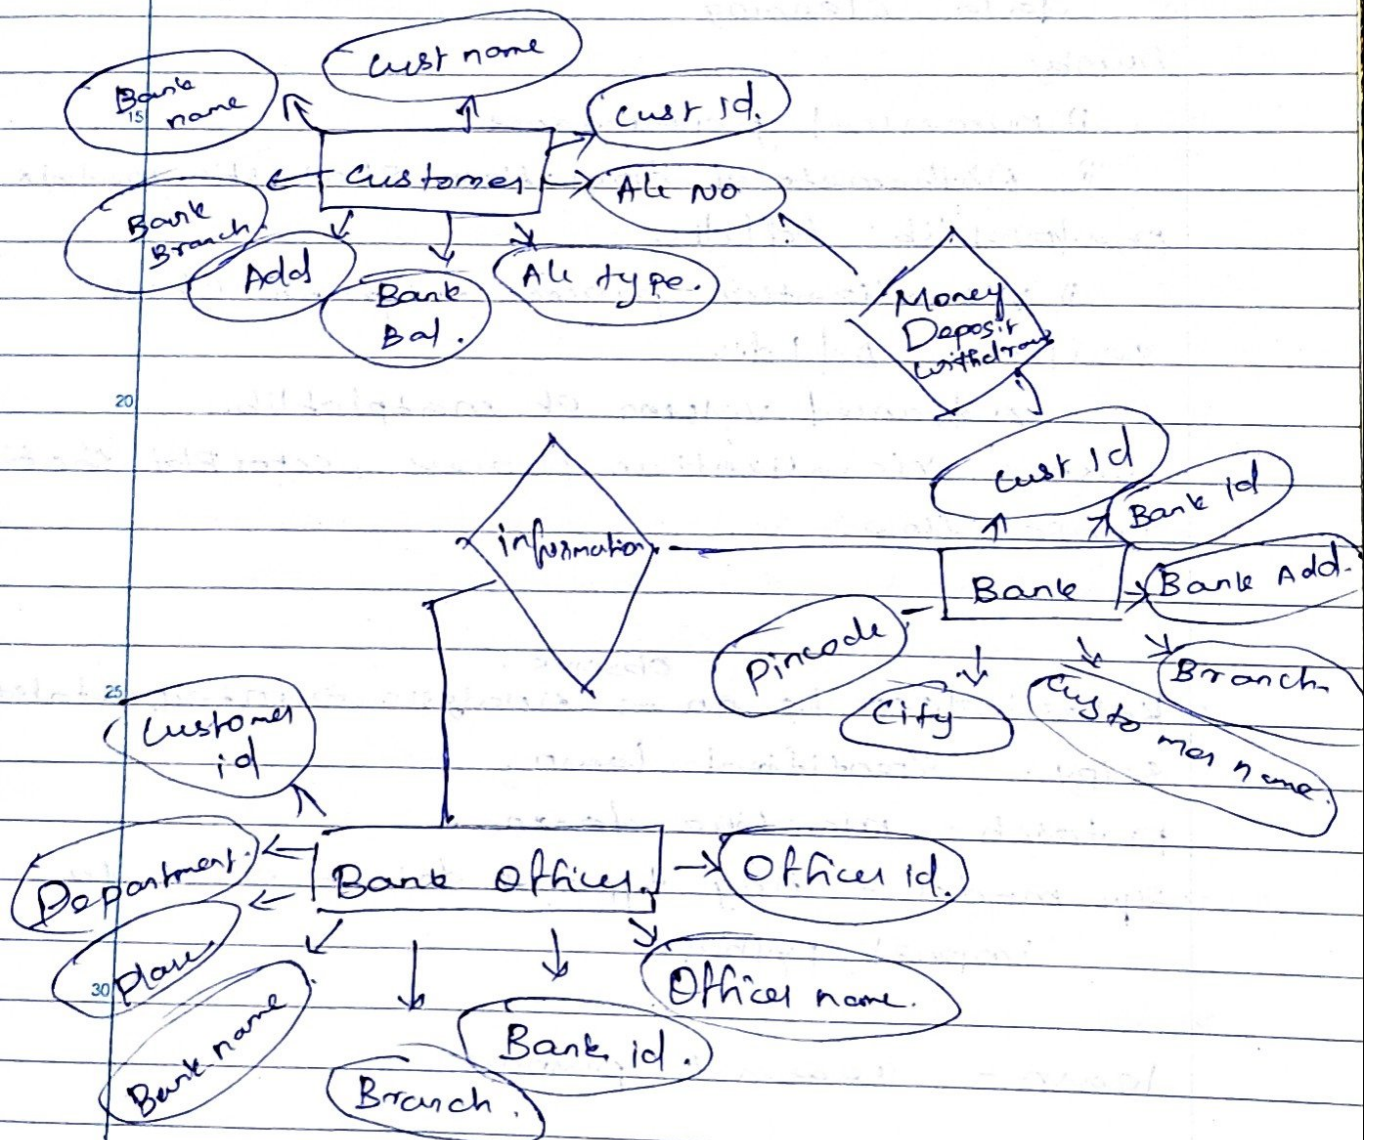 Cust name
Bank
name
Cust Id.
Customer
A/c No
Bank
Branch.
Add
Bank
Bal.
A/c type.
Money
Deposit
withdraw
15
20
25
30
Cust Id
Bank id
information
Bank
Bank Add.
Pincode
City
Customer name.
Branch.
Customer
id
Department.
Bank Officer.
Officer id.
Place
Bank name
Officer name.
Bank id.
Branch.